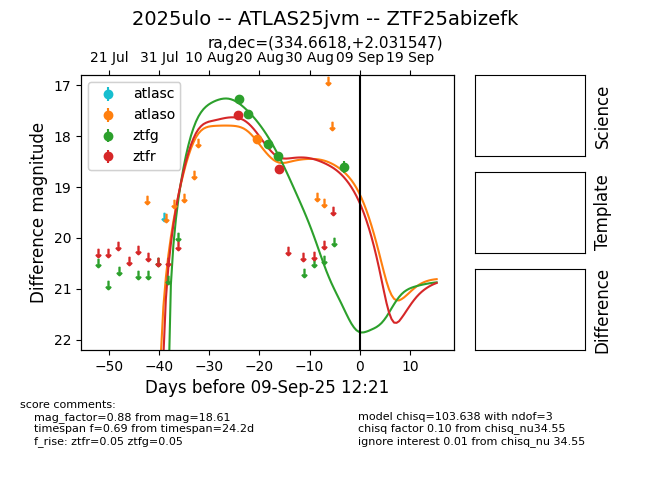 2025ulo -- ATLAS25jvm -- ZTF25abizefk
ra,dec=(334.6618,+2.031547)
21 Jul 31 Jul 10 Aug 20 Aug 30 Aug 09 Sep 19 Sep
atlasc
atlaso
ztfg
ztfr
17
18
19
20
21
22
Difference magnitude
−50 −40 −30 −20 −10 0 10
Days before 09-Sep-25 12:21
Science
Template
Difference
score comments:
mag_factor=0.88 from mag=18.61
timespan f=0.69 from timespan=24.2d
f_rise: ztfr=0.05 ztfg=0.05
model chisq=103.638 with ndof=3
chisq factor 0.10 from chisq_nu34.55
ignore interest 0.01 from chisq_nu 34.55